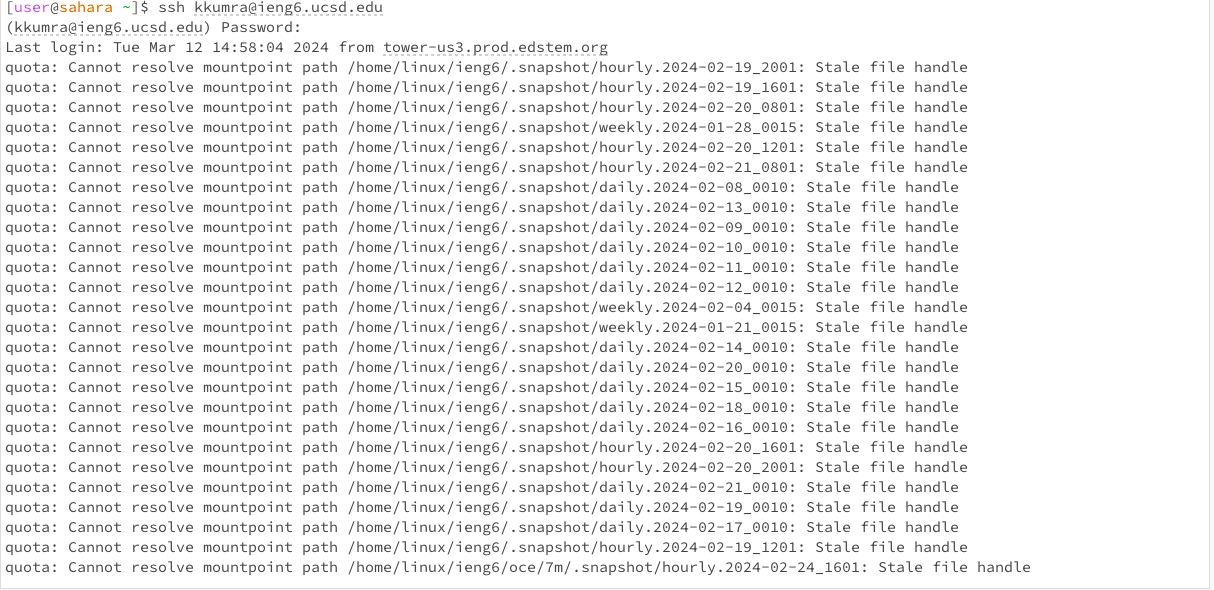 [user@sahara ~]$ ssh kkumra@ieng6.ucsd.edu
(kkumra@ieng6.ucsd.edu) Password:
Last login: Tue Mar 12 14:58:04 2024 from tower-us3.prod.edstem.org
quota: Cannot resolve mountpoint path /home/linux/ieng6/.snapshot/hourly.2024-02-19_2001: Stale file handle
quota: Cannot resolve mountpoint path /home/linux/ieng6/.snapshot/hourly.2024-02-19_1601: Stale file handle
quota: Cannot resolve mountpoint path /home/linux/ieng6/.snapshot/hourly.2024-02-20_0801: Stale file handle
quota: Cannot resolve mountpoint path /home/linux/ieng6/.snapshot/weekly.2024-01-28_0015: Stale file handle
quota: Cannot resolve mountpoint path /home/linux/ieng6/.snapshot/hourly.2024-02-20_1201: Stale file handle
quota: Cannot resolve mountpoint path /home/linux/ieng6/.snapshot/hourly.2024-02-21_0801: Stale file handle
quota: Cannot resolve mountpoint path /home/linux/ieng6/.snapshot/daily.2024-02-08_0010: Stale file handle
quota: Cannot resolve mountpoint path /home/linux/ieng6/.snapshot/daily.2024-02-13_0010: Stale file handle
quota: Cannot resolve mountpoint path /home/linux/ieng6/.snapshot/daily.2024-02-09_0010: Stale file handle
quota: Cannot resolve mountpoint path /home/linux/ieng6/.snapshot/daily.2024-02-10_0010: Stale file handle
quota: Cannot resolve mountpoint path /home/linux/ieng6/.snapshot/daily.2024-02-11_0010: Stale file handle
quota: Cannot resolve mountpoint path /home/linux/ieng6/.snapshot/daily.2024-02-12_0010: Stale file handle
quota: Cannot resolve mountpoint path /home/linux/ieng6/.snapshot/weekly.2024-02-04_0015: Stale file handle
quota: Cannot resolve mountpoint path /home/linux/ieng6/.snapshot/weekly.2024-01-21_0015: Stale file handle
quota: Cannot resolve mountpoint path /home/linux/ieng6/.snapshot/daily.2024-02-14_0010: Stale file handle
quota: Cannot resolve mountpoint path /home/linux/ieng6/.snapshot/daily.2024-02-20_0010: Stale file handle
quota: Cannot resolve mountpoint path /home/linux/ieng6/.snapshot/daily.2024-02-15_0010: Stale file handle
quota: Cannot resolve mountpoint path /home/linux/ieng6/.snapshot/daily.2024-02-18_0010: Stale file handle
quota: Cannot resolve mountpoint path /home/linux/ieng6/.snapshot/daily.2024-02-16_0010: Stale file handle
quota: Cannot resolve mountpoint path /home/linux/ieng6/.snapshot/hourly.2024-02-20_1601: Stale file handle
quota: Cannot resolve mountpoint path /home/linux/ieng6/.snapshot/hourly.2024-02-20_2001: Stale file handle
quota: Cannot resolve mountpoint path /home/linux/ieng6/.snapshot/daily.2024-02-21_0010: Stale file handle
quota: Cannot resolve mountpoint path /home/linux/ieng6/.snapshot/daily.2024-02-19_0010: Stale file handle
quota: Cannot resolve mountpoint path /home/linux/ieng6/.snapshot/daily.2024-02-17_0010: Stale file handle
quota: Cannot resolve mountpoint path /home/linux/ieng6/.snapshot/hourly.2024-02-19_1201: Stale file handle
quota: Cannot resolve mountpoint path /home/linux/ieng6/oce/7m/.snapshot/hourly.2024-02-24_1601: Stale file handle